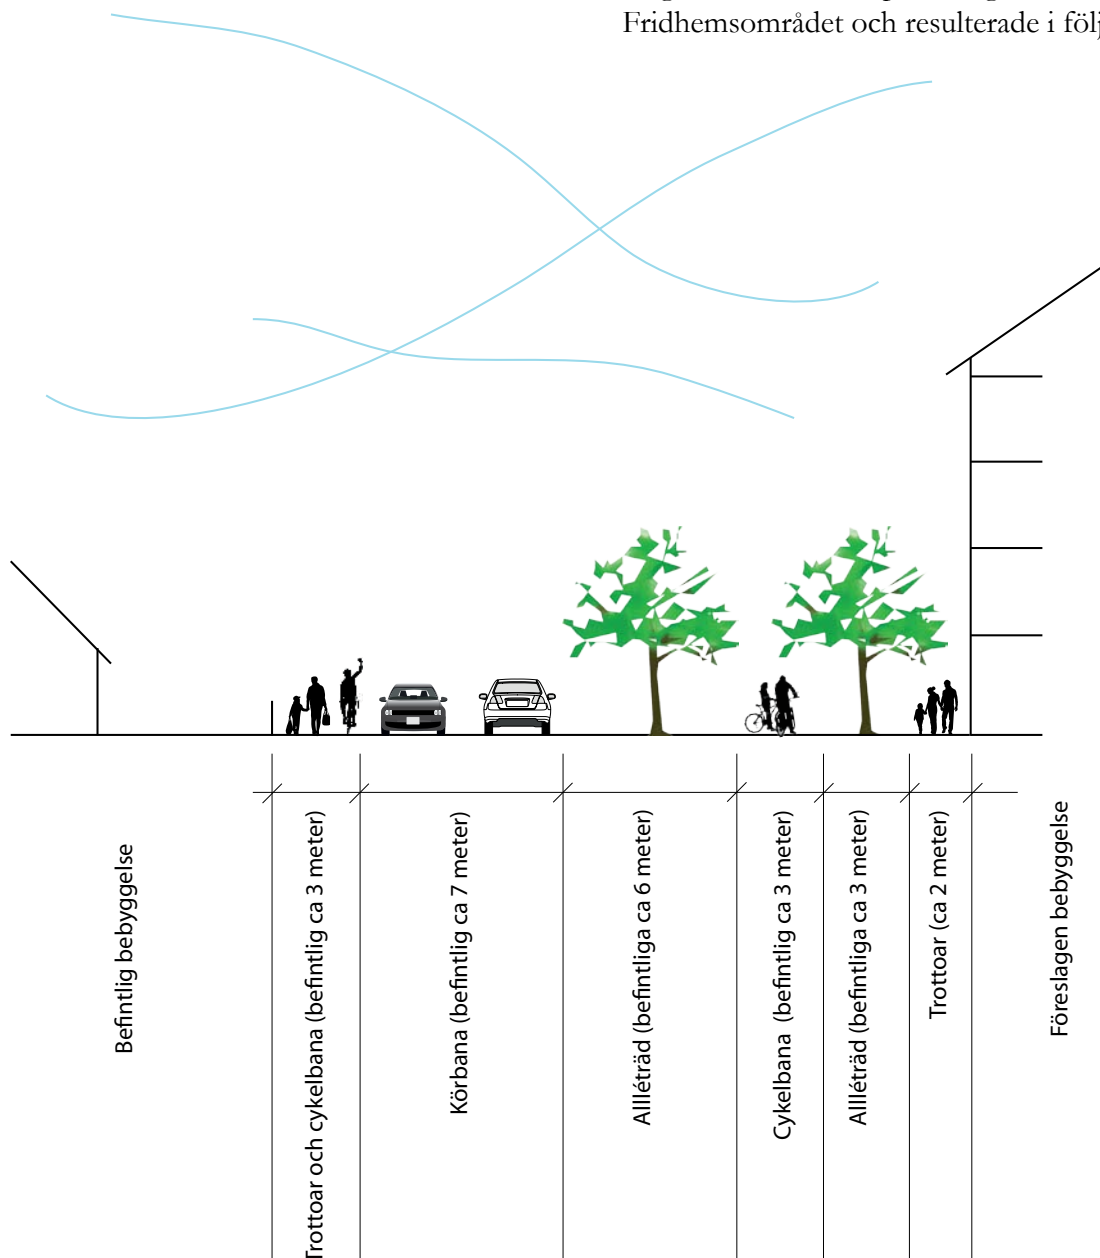 Fridhemsområdet och resulterade i följ
Befintlig bebyggelse
Trottoar och cykelbana (befintlig ca 3 meter)
Körbana (befintlig ca 7 meter)
Allléträd (befintliga ca 6 meter)
Cykelbana (befintlig ca 3 meter)
Allléträd (befintliga ca 3 meter)
Trottoar (ca 2 meter)
Föreslagen bebyggelse